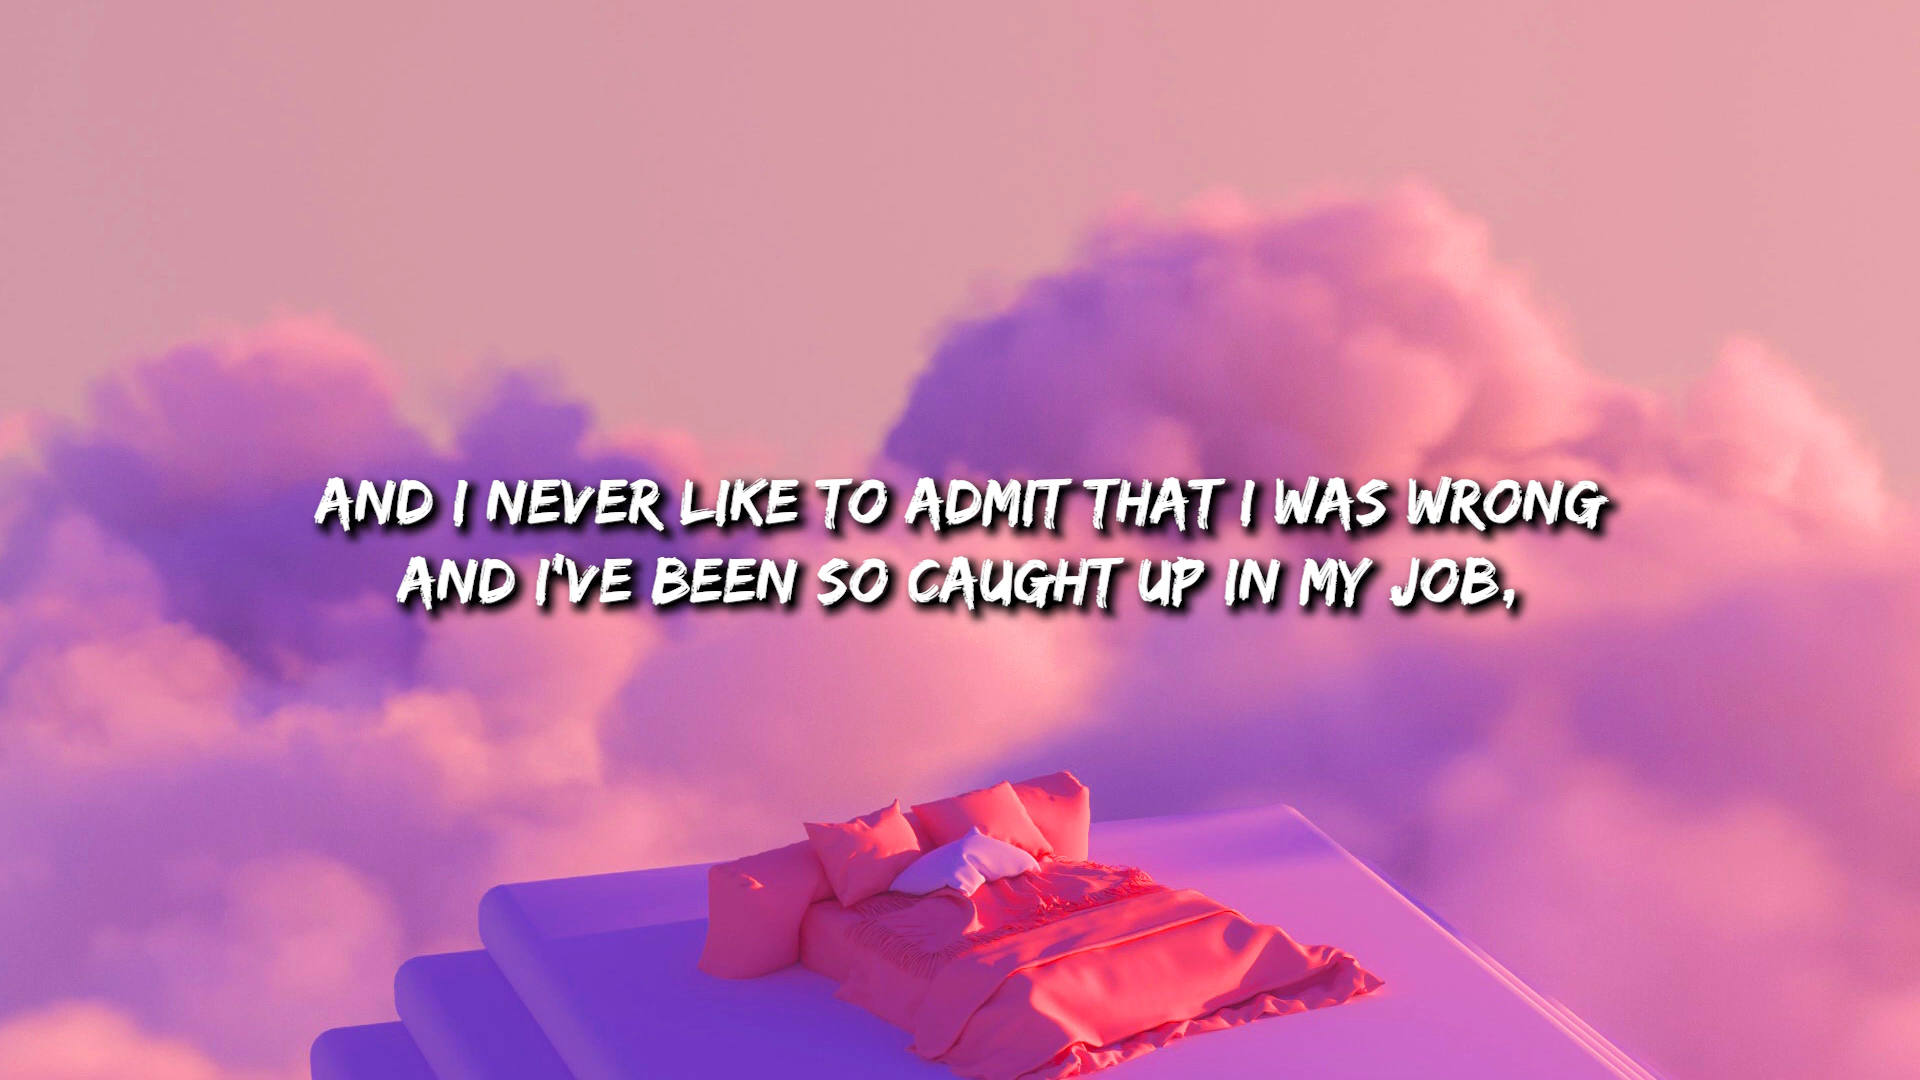 AND I NEVER LIKE TO ADMIT THAT I WAS WRONG
AND I'VE BEEN SO CAUGHT UP IN MY JOB,